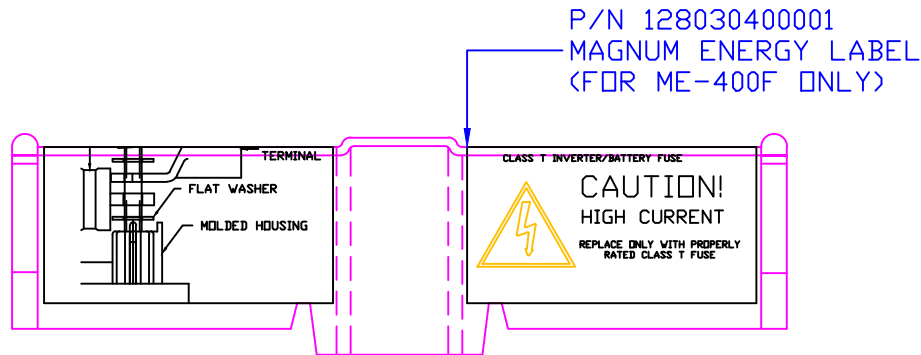 P/N 128030400001
MAGNUM ENERGY LABEL
(FOR ME-400F ONLY)
TERMINAL
FLAT WASHER
MOLDED HOUSING
CLASS T INVERTER/BATTERY FUSE
CAUTION!
HIGH CURRENT
REPLACE ONLY WITH PROPERLY
RATED CLASS T FUSE